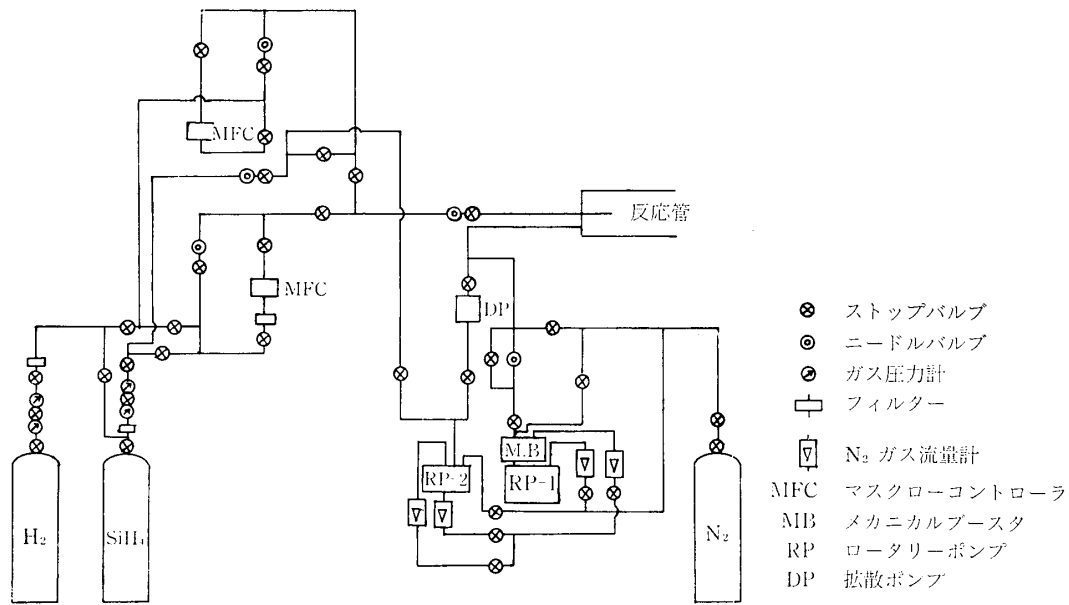 MFC
反応管
MFC
DP
M.B
RP-2
RP-1
H₂
SiH₄
N₂
ストップバルブ
ニードルバルブ
ガス圧力計
フィルター
N₂ ガス流量計
MFC マスクローコントローラ
MB メカニカルブースタ
RP ロータリーポンプ
DP 拡散ポンプ